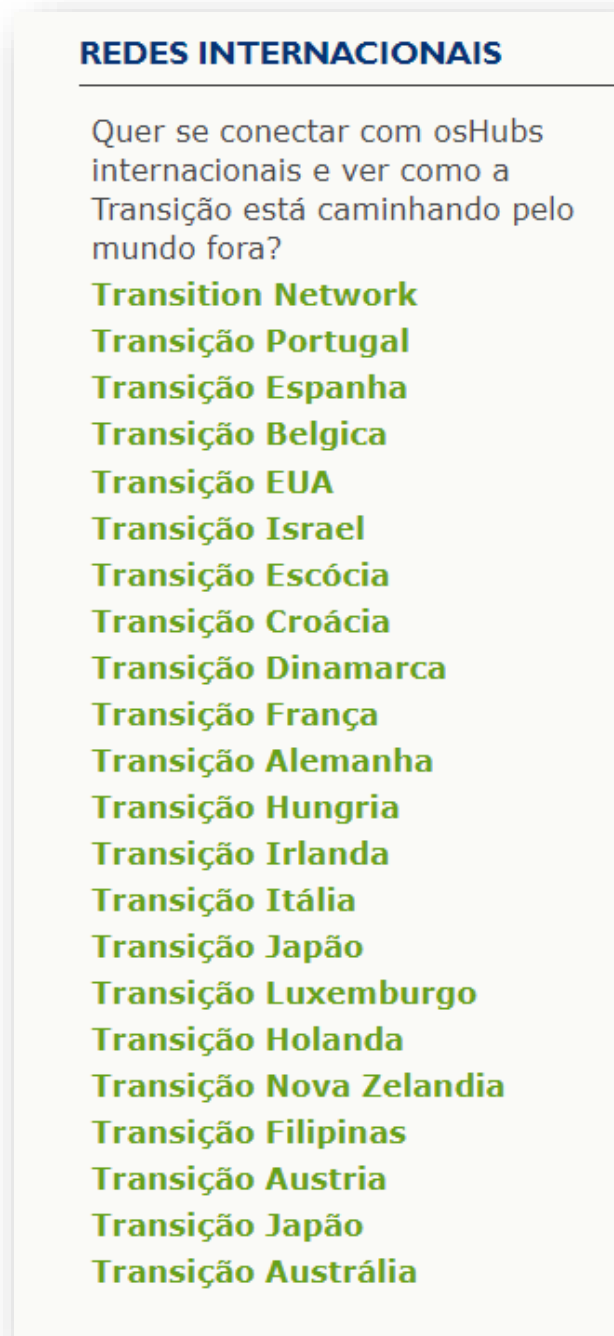 REDES INTERNACIONAIS
Quer se conectar com osHubs
internacionais e ver como a
Transição está caminhando pelo
mundo fora?
Transition Network
Transição Portugal
Transição Espanha
Transição Belgica
Transição EUA
Transição Israel
Transição Escócia
Transição Croácia
Transição Dinamarca
Transição França
Transição Alemanha
Transição Hungria
Transição Irlanda
Transição Itália
Transição Japão
Transição Luxemburgo
Transição Holanda
Transição Nova Zelandia
Transição Filipinas
Transição Austria
Transição Japão
Transição Austrália